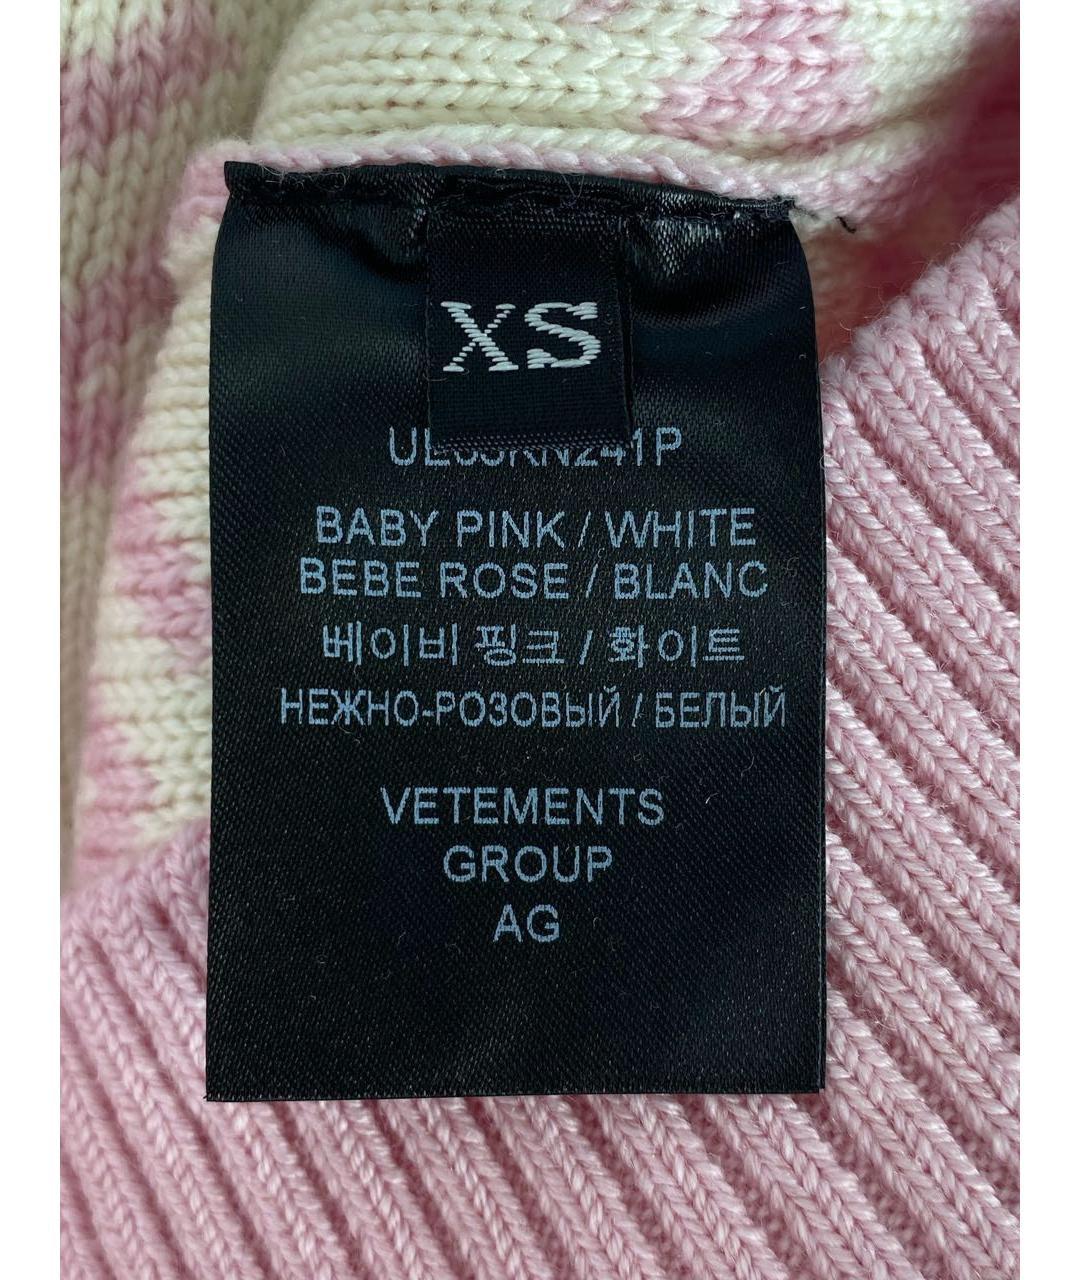 XS
BABY PINK / WHITE
BEBE ROSE / BLANC
베이비 핑크 / 화이트
НЕЖНО-РОЗОВЫЙ / БЕЛЫЙ
VETEMENTS
GROUP
AG